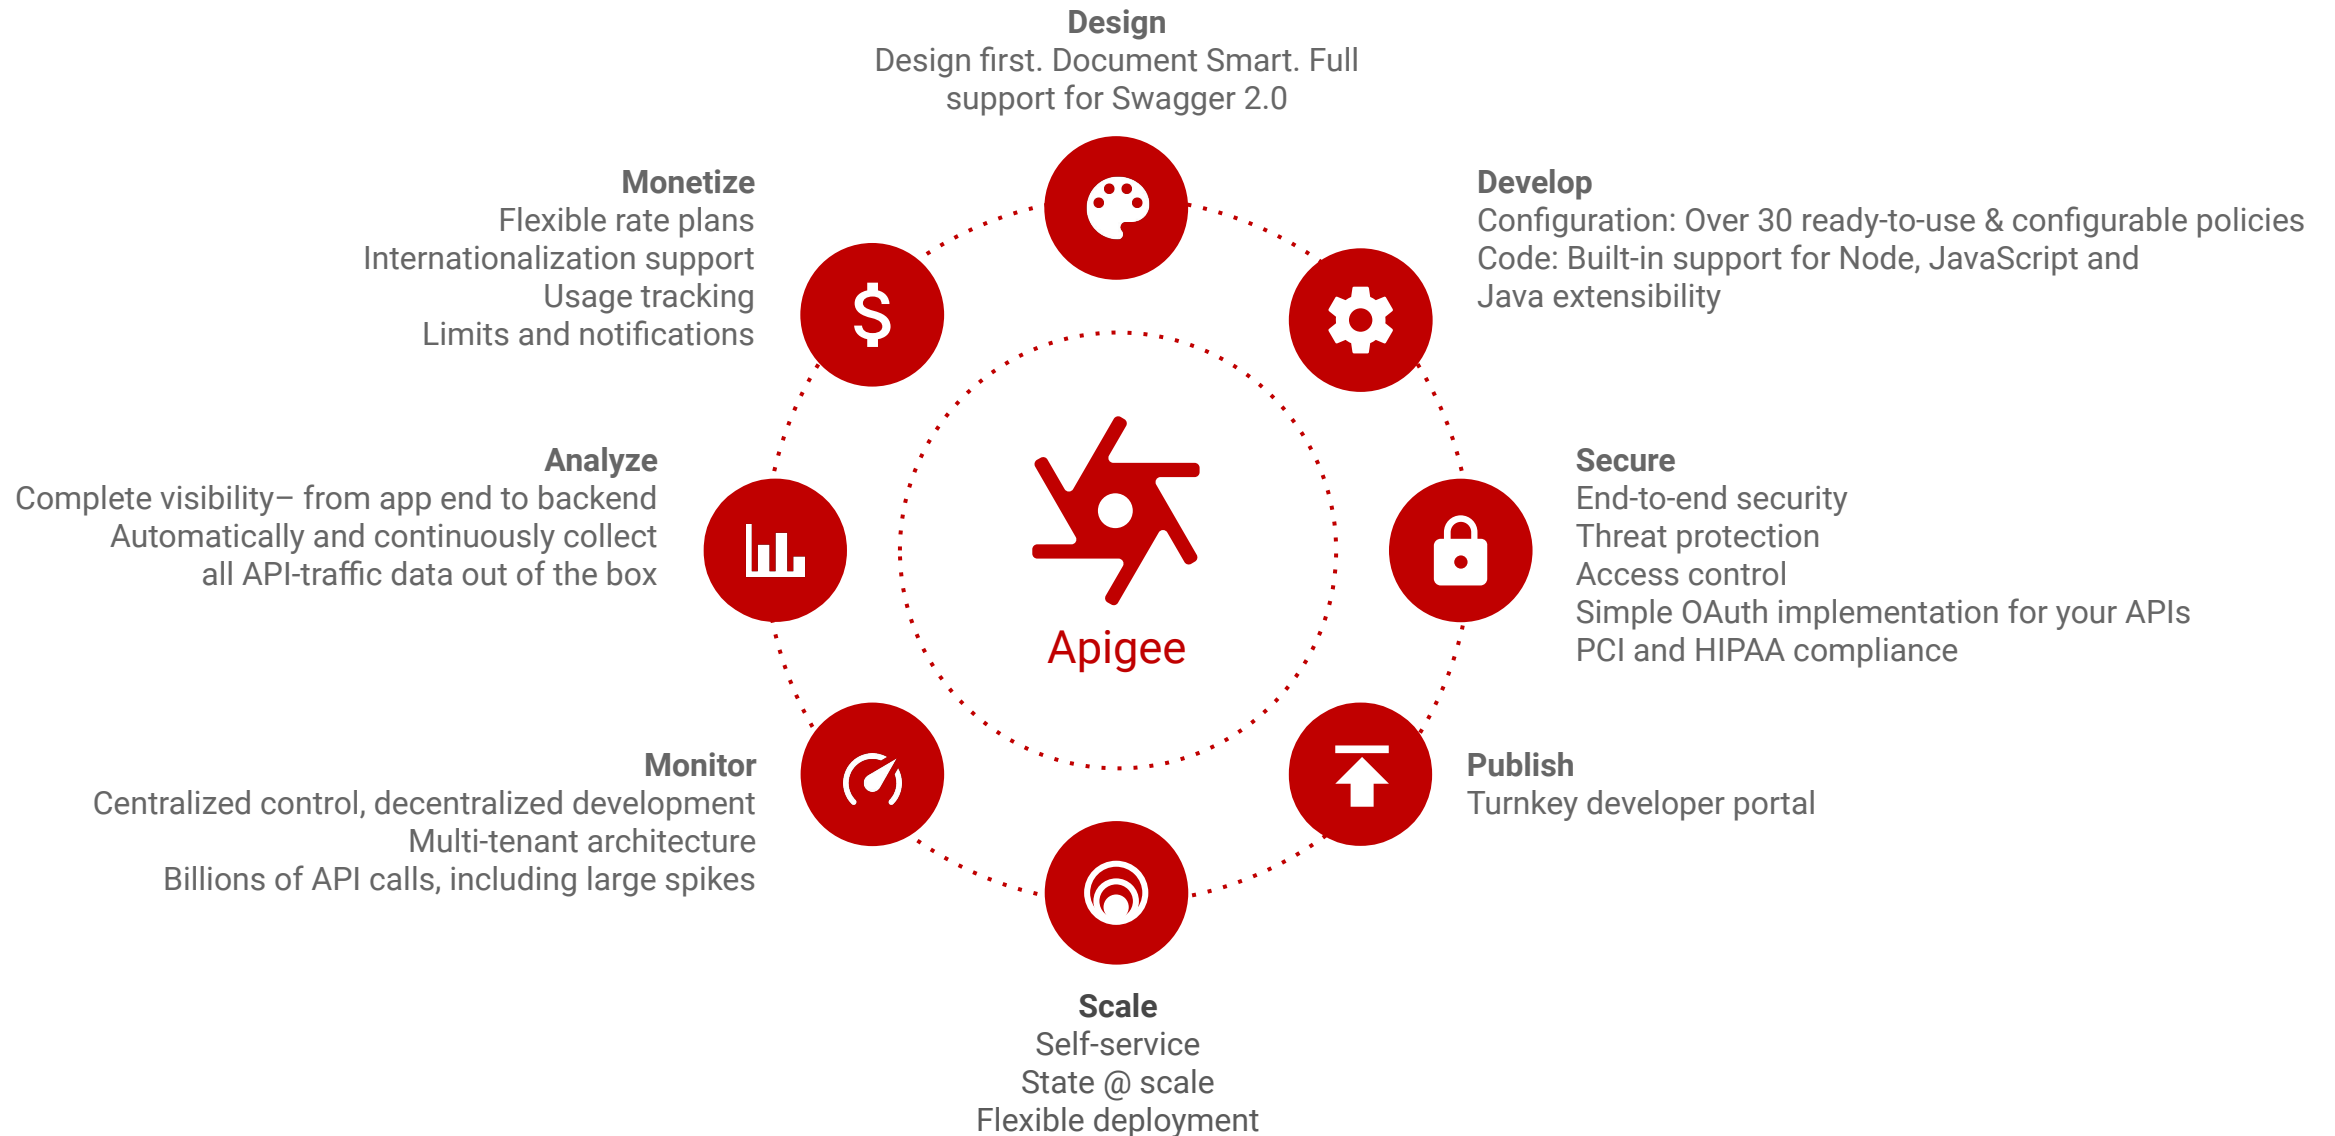 Design
Design first. Document Smart. Full
support for Swagger 2.0
Develop
Configuration: Over 30 ready-to-use & configurable policies
Code: Built-in support for Node, JavaScript and
Java extensibility
Secure
End-to-end security
Threat protection
Access control
Simple OAuth implementation for your APIs
PCI and HIPAA compliance
Publish
Turnkey developer portal
Scale
Self-service
State @ scale
Flexible deployment
Monitor
Centralized control, decentralized development
Multi-tenant architecture
Billions of API calls, including large spikes
Analyze
Complete visibility– from app end to backend
Automatically and continuously collect
all API-traffic data out of the box
Monetize
Flexible rate plans
Internationalization support
Usage tracking
Limits and notifications
$
Apigee